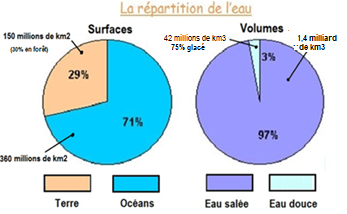 La répartition de l'eau
Surfaces
Volumes
150 millions de km2
(30% en forêt)
29%
71%
360 millions de km2
42 millions de km3
75% glacé
3%
1,4 milliard
de km3
97%
Terre
Océans
Eau salée
Eau douce